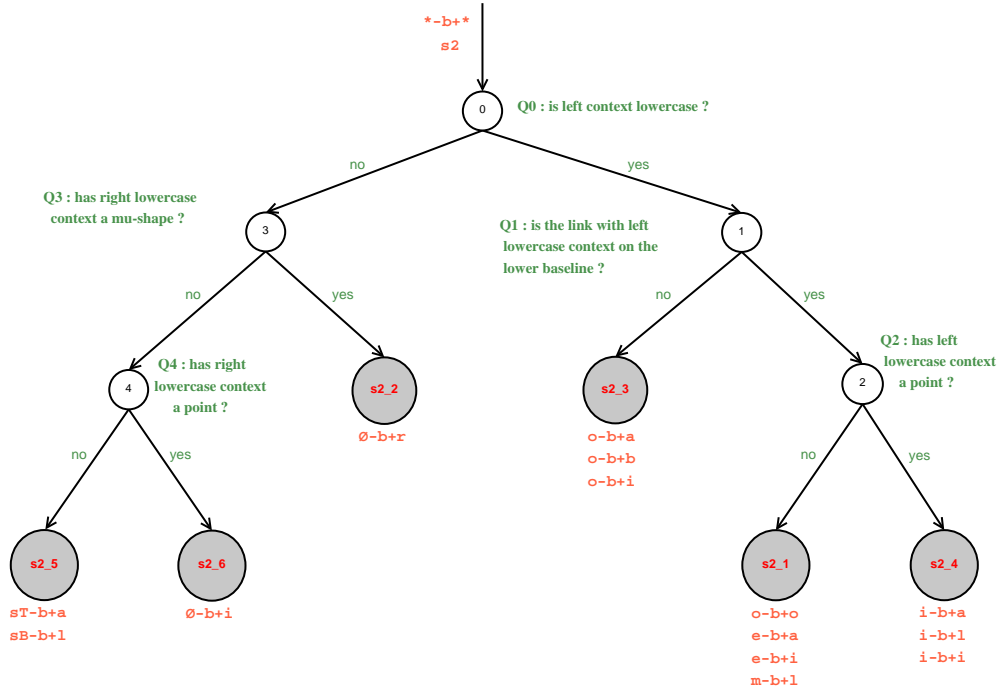 *-b+*
s2
0
Q0 : is left context lowercase ?
no
yes
Q3 : has right lowercase
context a mu-shape ?
3
Q1 : is the link with left
lowercase context on the
lower baseline ?
1
no
yes
no
yes
Q4 : has right
lowercase context
a point ?
4
s2_2
Ø-b+r
s2_3
o-b+a
o-b+b
o-b+i
Q2 : has left
lowercase context
a point ?
2
no
yes
no
yes
s2_5
sT-b+a
sB-b+l
s2_6
Ø-b+i
s2_1
o-b+o
e-b+a
e-b+i
m-b+l
s2_4
i-b+a
i-b+l
i-b+i